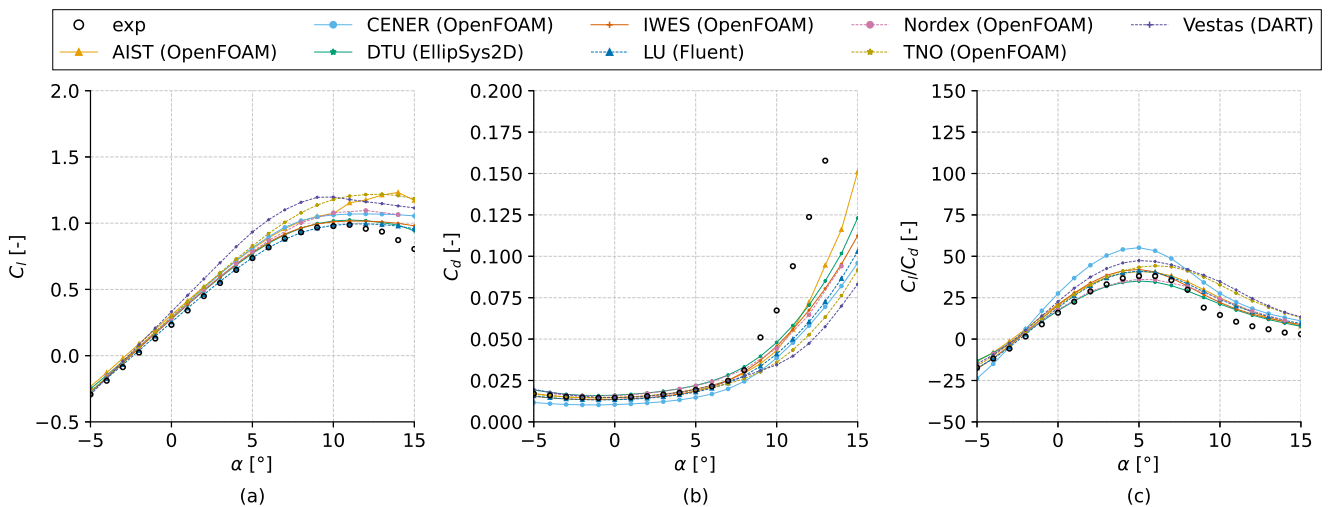 exp CENER (OpenFOAM) IWES (OpenFOAM) Nordex (OpenFOAM) Vestas (DART)
AIST (OpenFOAM) DTU (EllipSys2D) LU (Fluent) TNO (OpenFOAM)
C_l [-]
2.0
1.5
1.0
0.5
0.0
−0.5
−5 0 5 10 15
α [°]
(a)
C_d [-]
0.200
0.175
0.150
0.125
0.100
0.075
0.050
0.025
0.000
−5 0 5 10 15
α [°]
(b)
C_l/C_d [-]
150
125
100
75
50
25
0
−25
−50
−5 0 5 10 15
α [°]
(c)